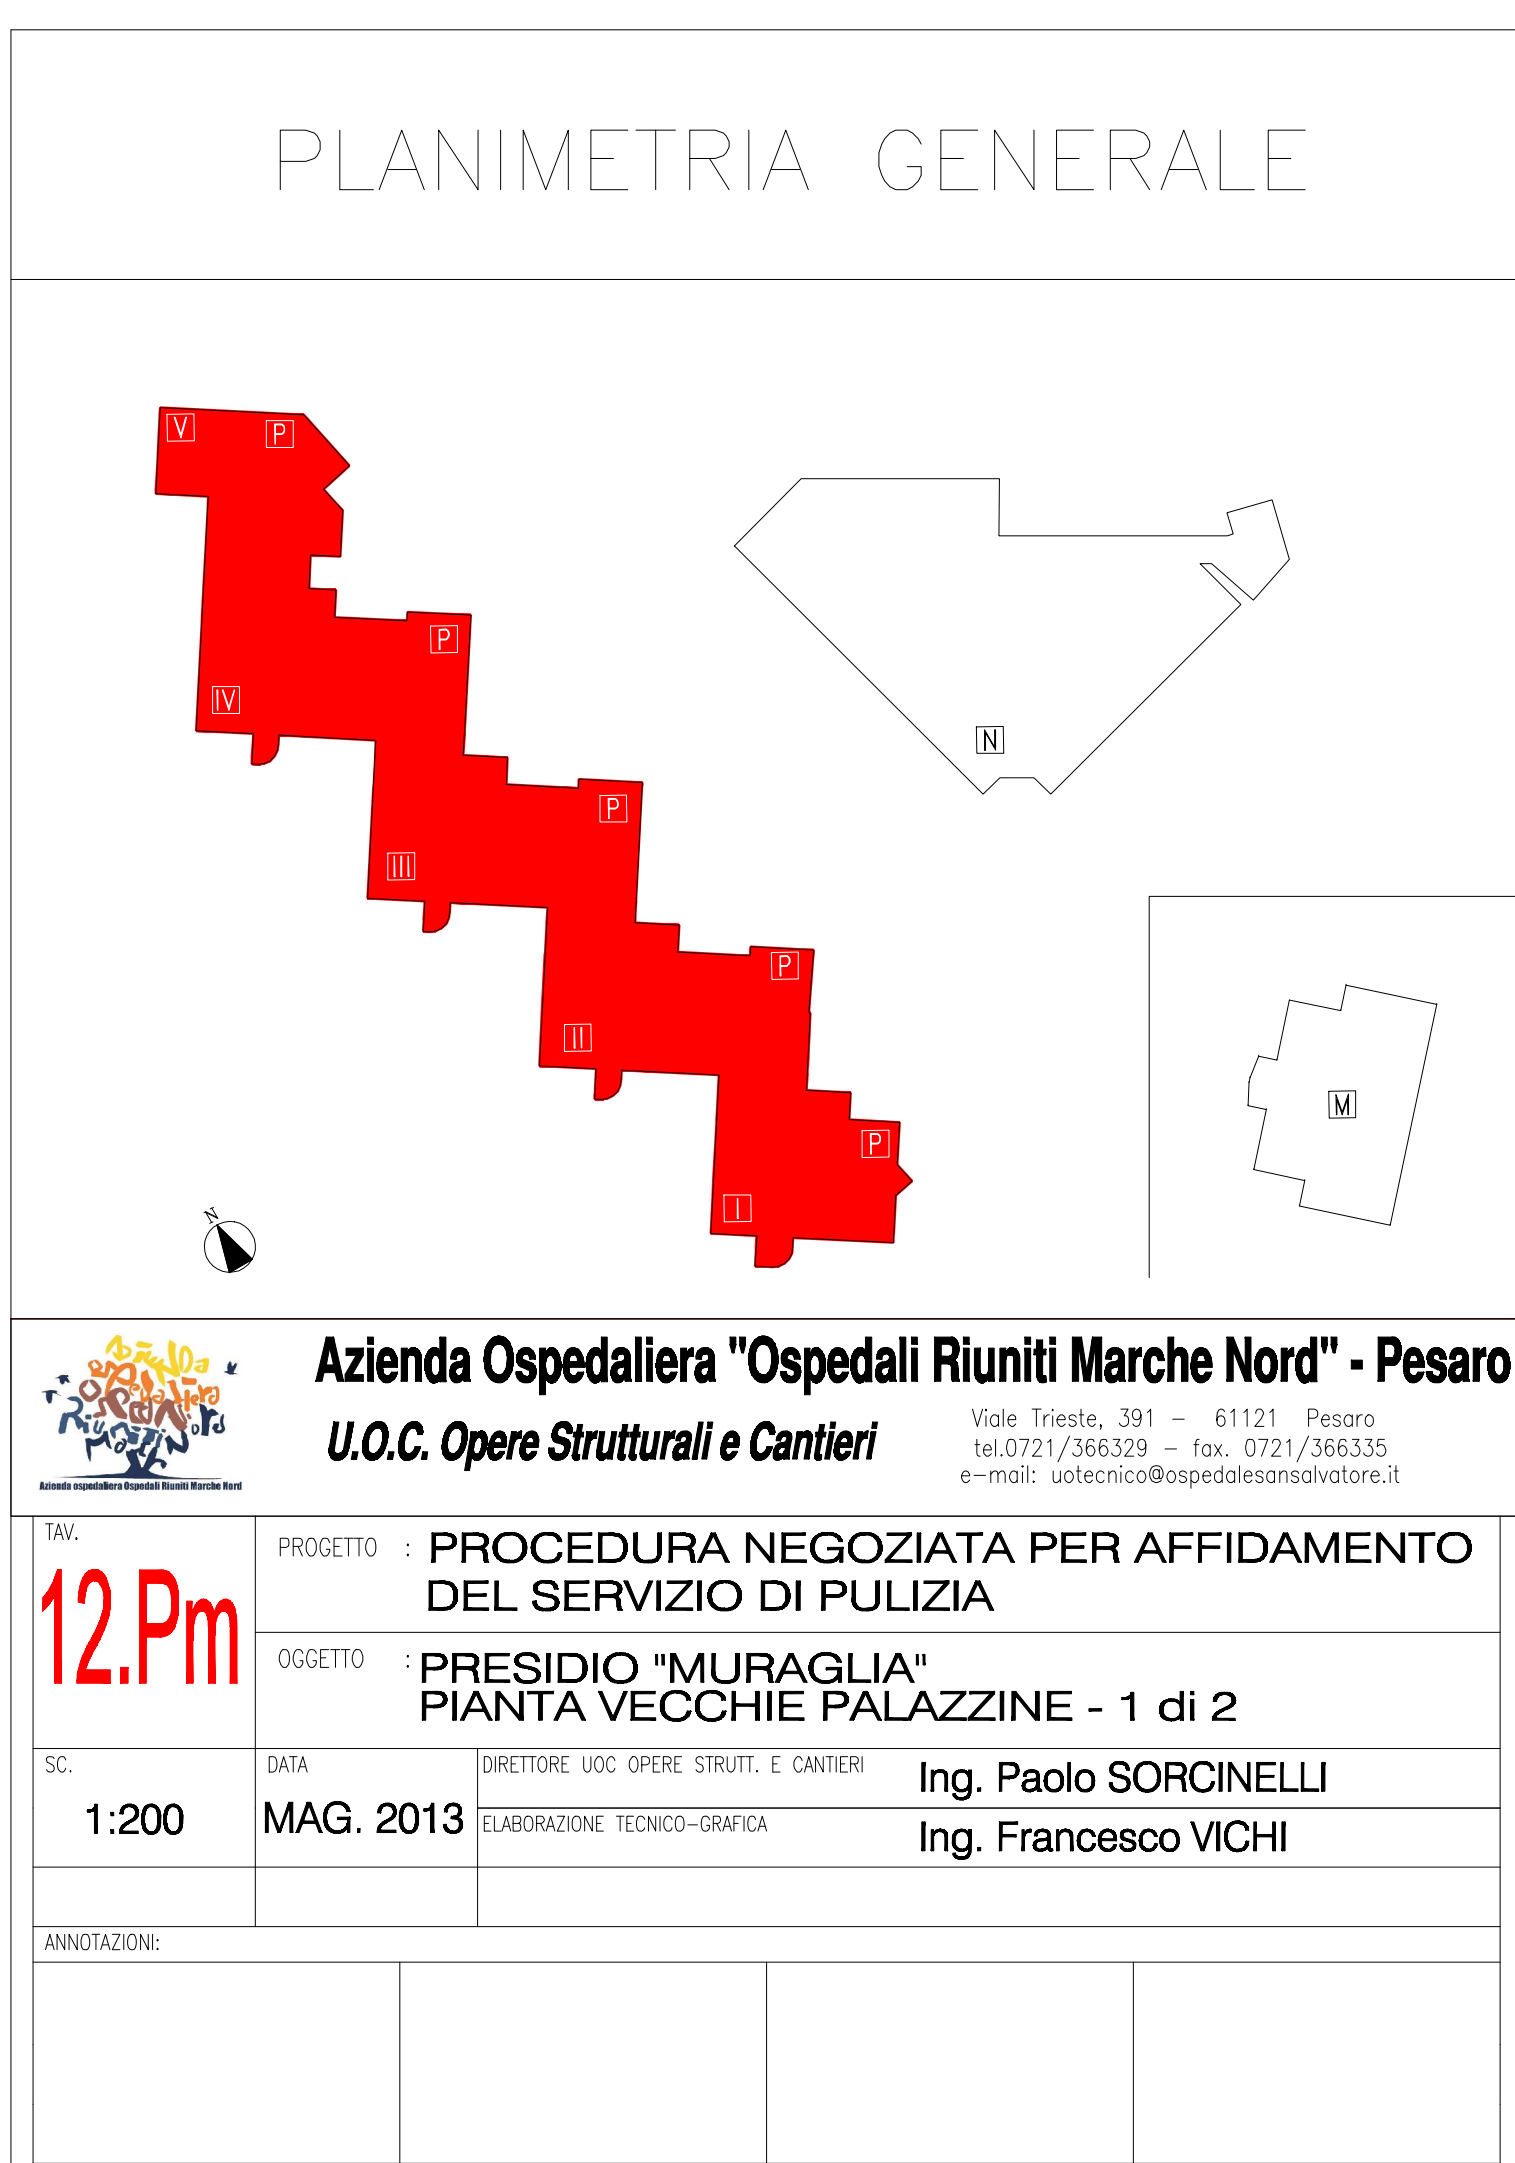 PLANIMETRIA GENERALE
V
P
P
IV
P
N
III
P
II
M
P
I
N
Azienda ospedaliera Ospedali Riuniti Marche Nord
Azienda Ospedaliera "Ospedali Riuniti Marche Nord" - Pesaro
U.O.C. Opere Strutturali e Cantieri
Viale Trieste, 391 – 61121 Pesaro
tel.0721/366329 – fax. 0721/366335
e-mail: uotecnico@ospedalesansalvatore.it
TAV.
12.Pm
PROGETTO : PROCEDURA NEGOZIATA PER AFFIDAMENTO
DEL SERVIZIO DI PULIZIA
OGGETTO : PRESIDIO "MURAGLIA"
PIANTA VECCHIE PALAZZINE - 1 di 2
SC.
1:200
DATA
MAG. 2013
DIRETTORE UOC OPERE STRUTT. E CANTIERI
Ing. Paolo SORCINELLI
ELABORAZIONE TECNICO-GRAFICA
Ing. Francesco VICHI
ANNOTAZIONI: